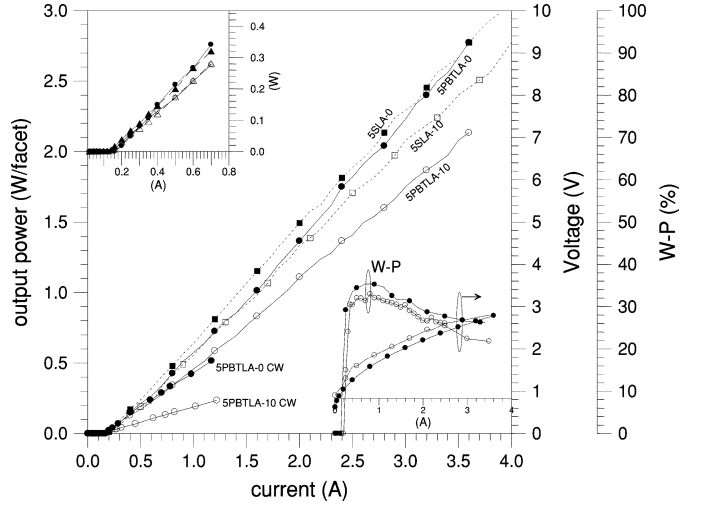 3.0
2.5
2.0
1.5
1.0
0.5
0.0
output power (W/facet)
0.0 0.5 1.0 1.5 2.0 2.5 3.0 3.5 4.0
current (A)
10
9
8
7
6
5
4
3
2
1
0
Voltage (V)
100
90
80
70
60
50
40
30
20
10
0
W-P (%)
0.4
0.3
0.2
0.1
0.0
(W)
0.2 0.4 0.6 0.8
(A)
5SLA-0
5PBTLA-0
5SLA-10
5PBTLA-10
5PBTLA-0 CW
5PBTLA-10 CW
W-P
1 2 3 4
(A)